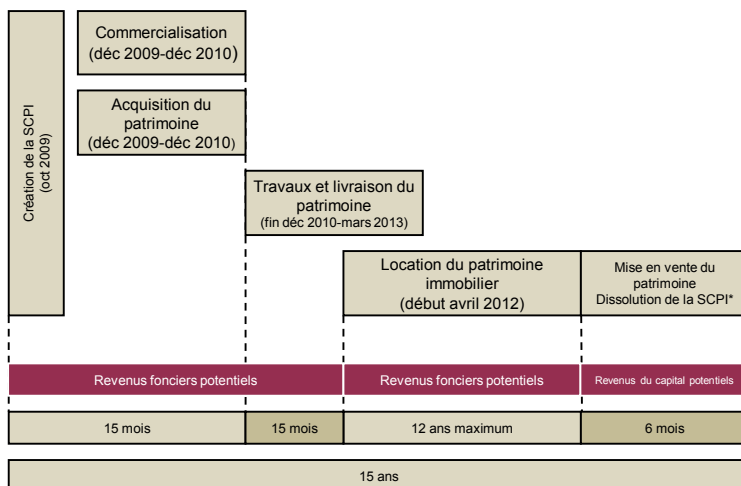 Création de la SCPI
(oct 2009)
Commercialisation
(déc 2009-déc 2010)
Acquisition du
patrimoine
(déc 2009-déc 2010)
Travaux et livraison du
patrimoine
(fin déc 2010-mars 2013)
Location du patrimoine
immobilier
(début avril 2012)
Mise en vente du
patrimoine
Dissolution de la SCPI*
Revenus fonciers potentiels
Revenus fonciers potentiels
Revenus du capital potentiels
15 mois
15 mois
12 ans maximum
6 mois
15 ans